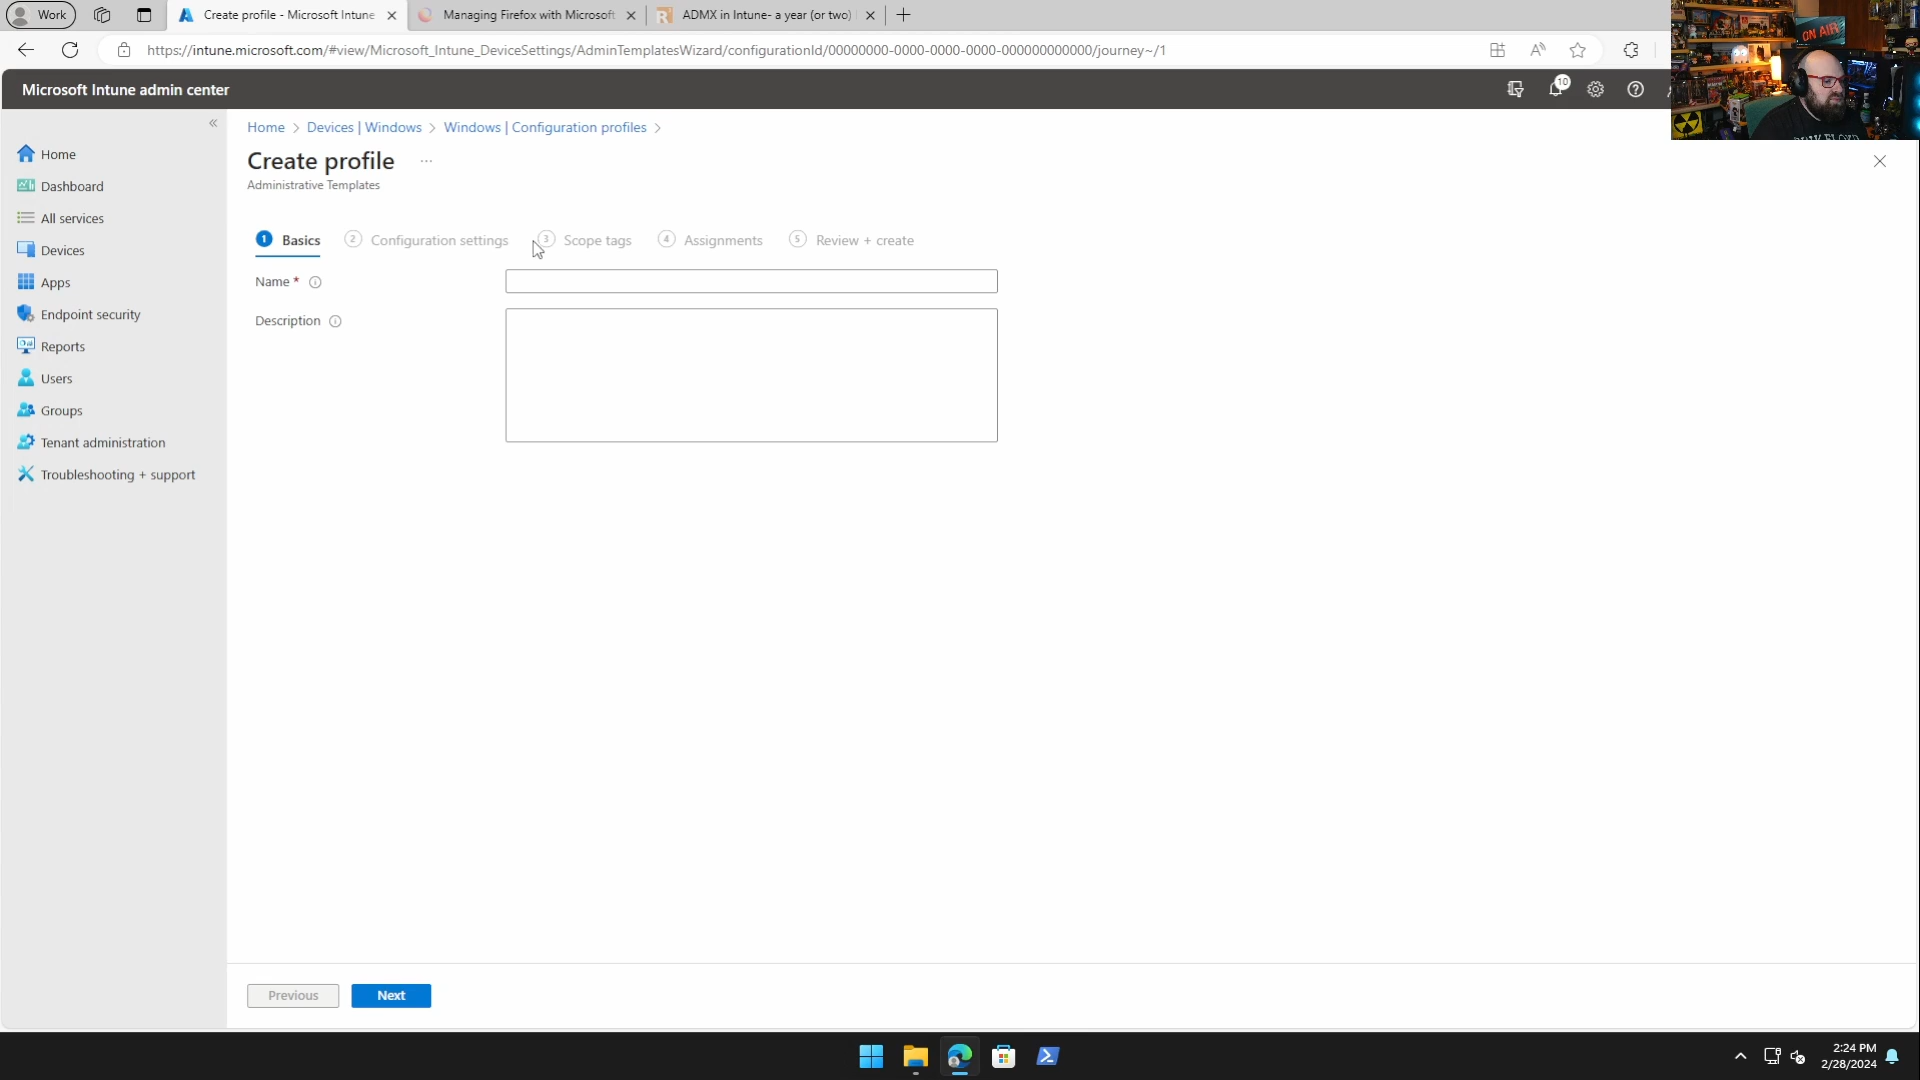 Work
Create profile - Microsoft Intune
Managing Firefox with Microsoft
ADMX in Intune- a year (or two)
https://intune.microsoft.com/#view/Microsoft_Intune_DeviceSettings/AdminTemplatesWizard/configurationId/00000000-0000-0000-0000-000000000000/journey~/1
ON AIR
Microsoft Intune admin center
10
Home > Devices | Windows > Windows | Configuration profiles >
Create profile
Administrative Templates
Home
Dashboard
All services
Devices
Apps
Endpoint security
Reports
Users
Groups
Tenant administration
Troubleshooting + support
1 Basics 2 Configuration settings 3 Scope tags 4 Assignments 5 Review + create
Name *
Description
Previous Next
2:24 PM
2/28/2024